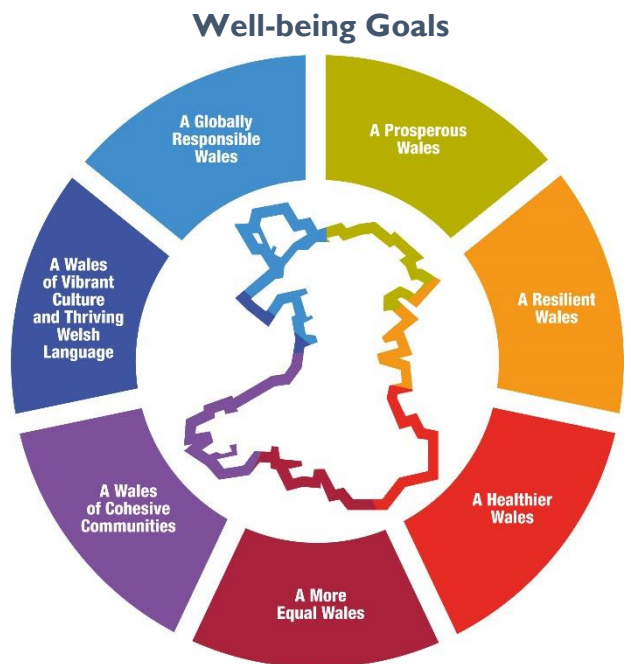 Well-being Goals
A Globally
Responsible
Wales
A Prosperous
Wales
A Wales
of Vibrant
Culture
and Thriving
Welsh
Language
A Resilient
Wales
A Wales
of Cohesive
Communities
A Healthier
Wales
A More
Equal Wales